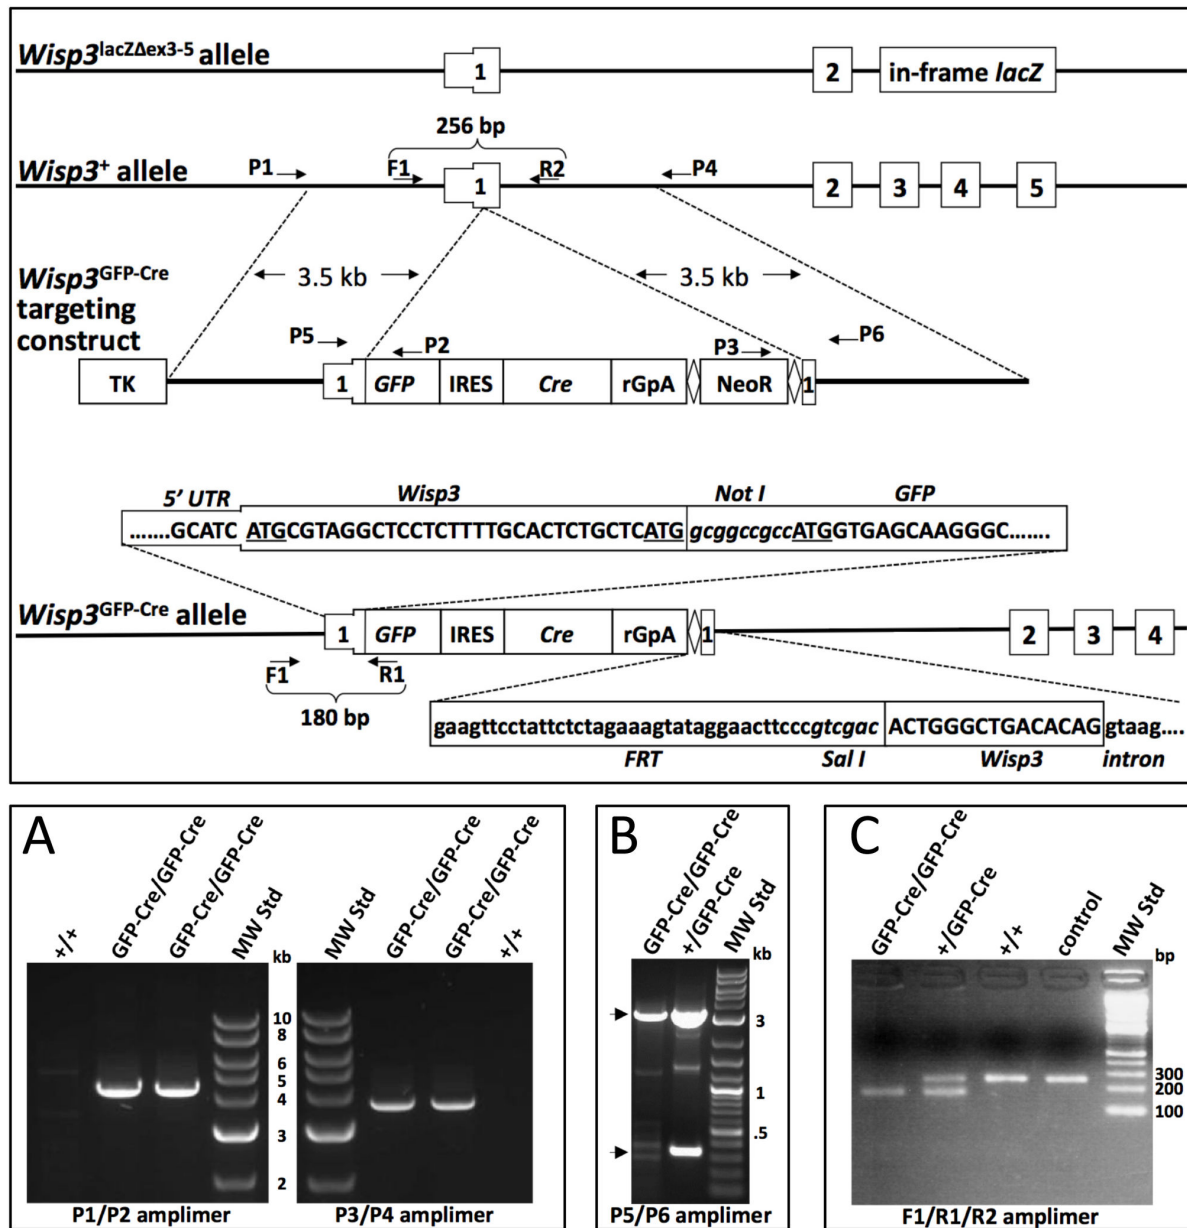 Wisp3lacZΔex3-5 allele
1
2
in-frame lacZ
256 bp
Wisp3+ allele
P1
F1
1
R2
P4
2
3
4
5
Wisp3GFP-Cre
targeting
construct
3.5 kb
3.5 kb
P5
P2
P3
P6
TK
1
GFP
IRES
Cre
rGpA
NeoR
1
5' UTR
Wisp3
Not I
GFP
.......GCATC ATGCGTAGGCTCCTCTTTTGCACTCTGCTCATG gcggccgccATGGTGAGCAAGGGC.......
Wisp3GFP-Cre allele
1
GFP
IRES
Cre
rGpA
1
2
3
4
F1
R1
180 bp
gaagttcctattctctagaaagtataggaacttcccgtcgac ACTGGGCTGACACAG gtaag....
FRT
Sal I
Wisp3
intron
A
+/+
GFP-Cre/GFP-Cre
GFP-Cre/GFP-Cre
MW Std
MW Std
GFP-Cre/GFP-Cre
GFP-Cre/GFP-Cre
+/+
kb
10
8
6
5
4
3
2
P1/P2 amplimer
P3/P4 amplimer
B
GFP-Cre/GFP-Cre
+/GFP-Cre
MW Std
kb
3
1
.5
P5/P6 amplimer
C
GFP-Cre/GFP-Cre
+/GFP-Cre
+/+
control
MW Std
bp
300
200
100
F1/R1/R2 amplimer